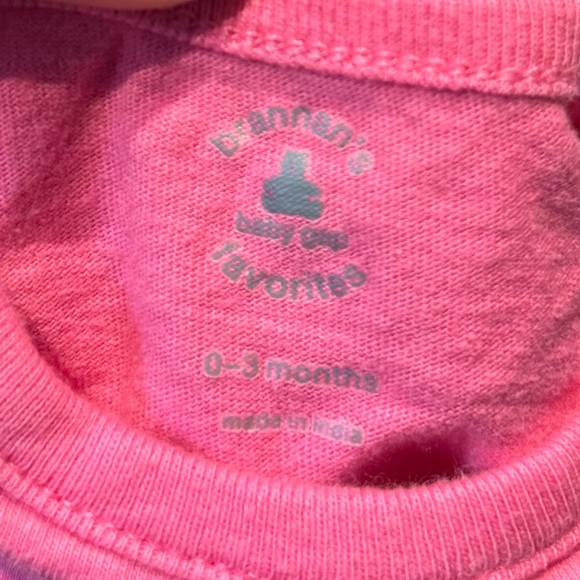 brannan's
baby gap
favorites
0-3 months
made in india